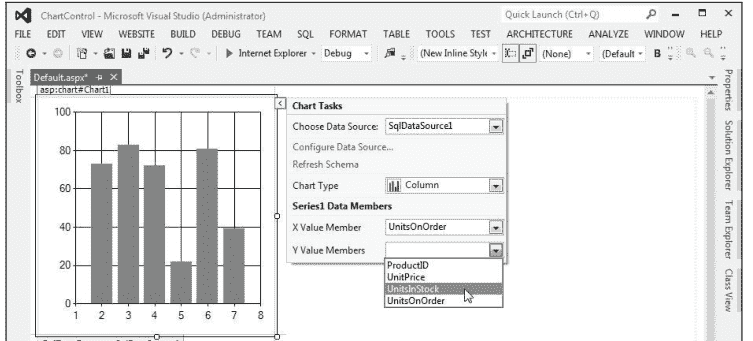 ChartControl - Microsoft Visual Studio (Administrator)
Quick Launch (Ctrl+Q)
FILE EDIT VIEW WEBSITE BUILD DEBUG TEAM SQL FORMAT TABLE TOOLS TEST ARCHITECTURE ANALYZE WINDOW HELP
Internet Explorer Debug (New Inline Style (None) (Default B
Toolbox
Default.aspx*
asp:chart#Chart1
100
80
60
40
20
0
1 2 3 4 5 6 7 8
Chart Tasks
Choose Data Source: SqlDataSource1
Configure Data Source...
Refresh Schema
Chart Type Column
Series1 Data Members
X Value Member UnitsOnOrder
Y Value Members
ProductID
UnitPrice
UnitsInStock
UnitsOnOrder
Properties
Solution Explorer
Team Explorer
Class View